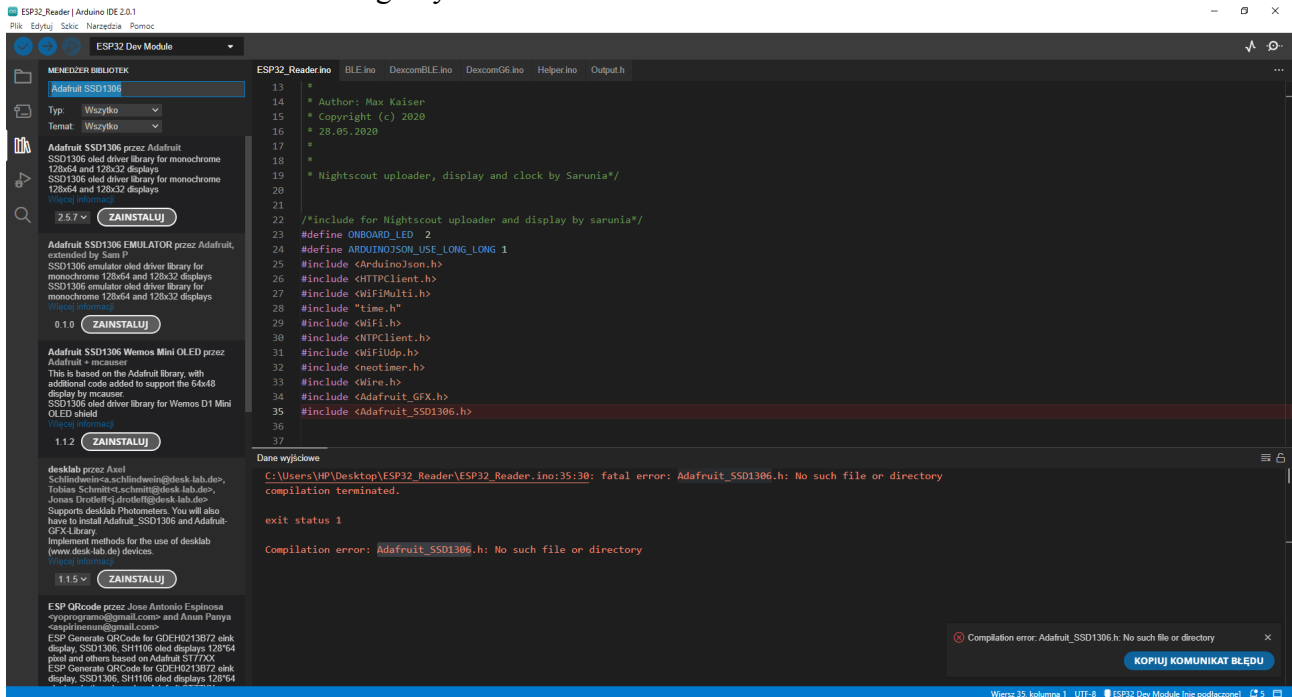 ESP32_Reader | Arduino IDE 2.0.1
Plik Edytuj Szkic Narzędzia Pomoc
ESP32 Dev Module
MENEDŻER BIBLIOTEK
Adafruit SSD1306
Typ: Wszytko
Temat: Wszytko
Adafruit SSD1306 przez Adafruit
SSD1306 oled driver library for monochrome
128x64 and 128x32 displays
SSD1306 oled driver library for monochrome
128x64 and 128x32 displays
Więcej informacji
2.5.7 ZAINSTALUJ
Adafruit SSD1306 EMULATOR przez Adafruit,
extended by Sam P
SSD1306 emulator oled driver library for
monochrome 128x64 and 128x32 displays
SSD1306 emulator oled driver library for
monochrome 128x64 and 128x32 displays
Więcej informacji
0.1.0 ZAINSTALUJ
Adafruit SSD1306 Wemos Mini OLED przez
Adafruit + mcauser
This is based on the Adafruit library, with
additional code added to support the 64x48
display by mcauser.
SSD1306 oled driver library for Wemos D1 Mini
OLED shield
Więcej informacji
1.1.2 ZAINSTALUJ
desklab przez Axel
Schlindwein<a.schlindwein@desk-lab.de>,
Tobias Schmitt<t.schmitt@desk-lab.de>,
Jonas Drotleff<j.drotleff@desk-lab.de>
Supports desklab Photometers. You will also
have to install Adafruit_SSD1306 and Adafruit-
GFX-Library.
Implement methods for the use of desklab
(www.desk-lab.de) devices.
Więcej informacji
1.1.5 ZAINSTALUJ
ESP QRcode przez Jose Antonio Espinosa
<yoprogramo@gmail.com> and Anun Panya
<aspirinenun@gmail.com>
ESP Generate QRCode for GDEH0213B72 eink
display, SSD1306, SH1106 oled displays 128*64
pixel and others based on Adafruit ST77XX
ESP Generate QRCode for GDEH0213B72 eink
display, SSD1306, SH1106 oled displays 128*64
ESP32_Reader.ino BLE.ino DexcomBLE.ino DexcomG6.ino Helper.ino Output.h
13 *
14 * Author: Max Kaiser
15 * Copyright (c) 2020
16 * 28.05.2020
17 *
18 *
19 * Nightscout uploader, display and clock by Sarunia*/
20
21
22 /*include for Nightscout uploader and display by sarunia*/
23 #define ONBOARD_LED 2
24 #define ARDUINOJSON_USE_LONG_LONG 1
25 #include <ArduinoJson.h>
26 #include <HTTPClient.h>
27 #include <WiFiMulti.h>
28 #include "time.h"
29 #include <WiFi.h>
30 #include <NTPClient.h>
31 #include <WiFiUdp.h>
32 #include <neotimer.h>
33 #include <Wire.h>
34 #include <Adafruit_GFX.h>
35 #include <Adafruit_SSD1306.h>
36
37
Dane wyjściowe
C:\Users\HP\Desktop\ESP32_Reader\ESP32_Reader.ino:35:30: fatal error: Adafruit_SSD1306.h: No such file or directory
compilation terminated.
exit status 1
Compilation error: Adafruit_SSD1306.h: No such file or directory
Compilation error: Adafruit_SSD1306.h: No such file or directory
KOPIUJ KOMUNIKAT BŁĘDU
Wiersz 35, kolumna 1 UTF-8 ESP32 Dev Module [nie podłączone] 5